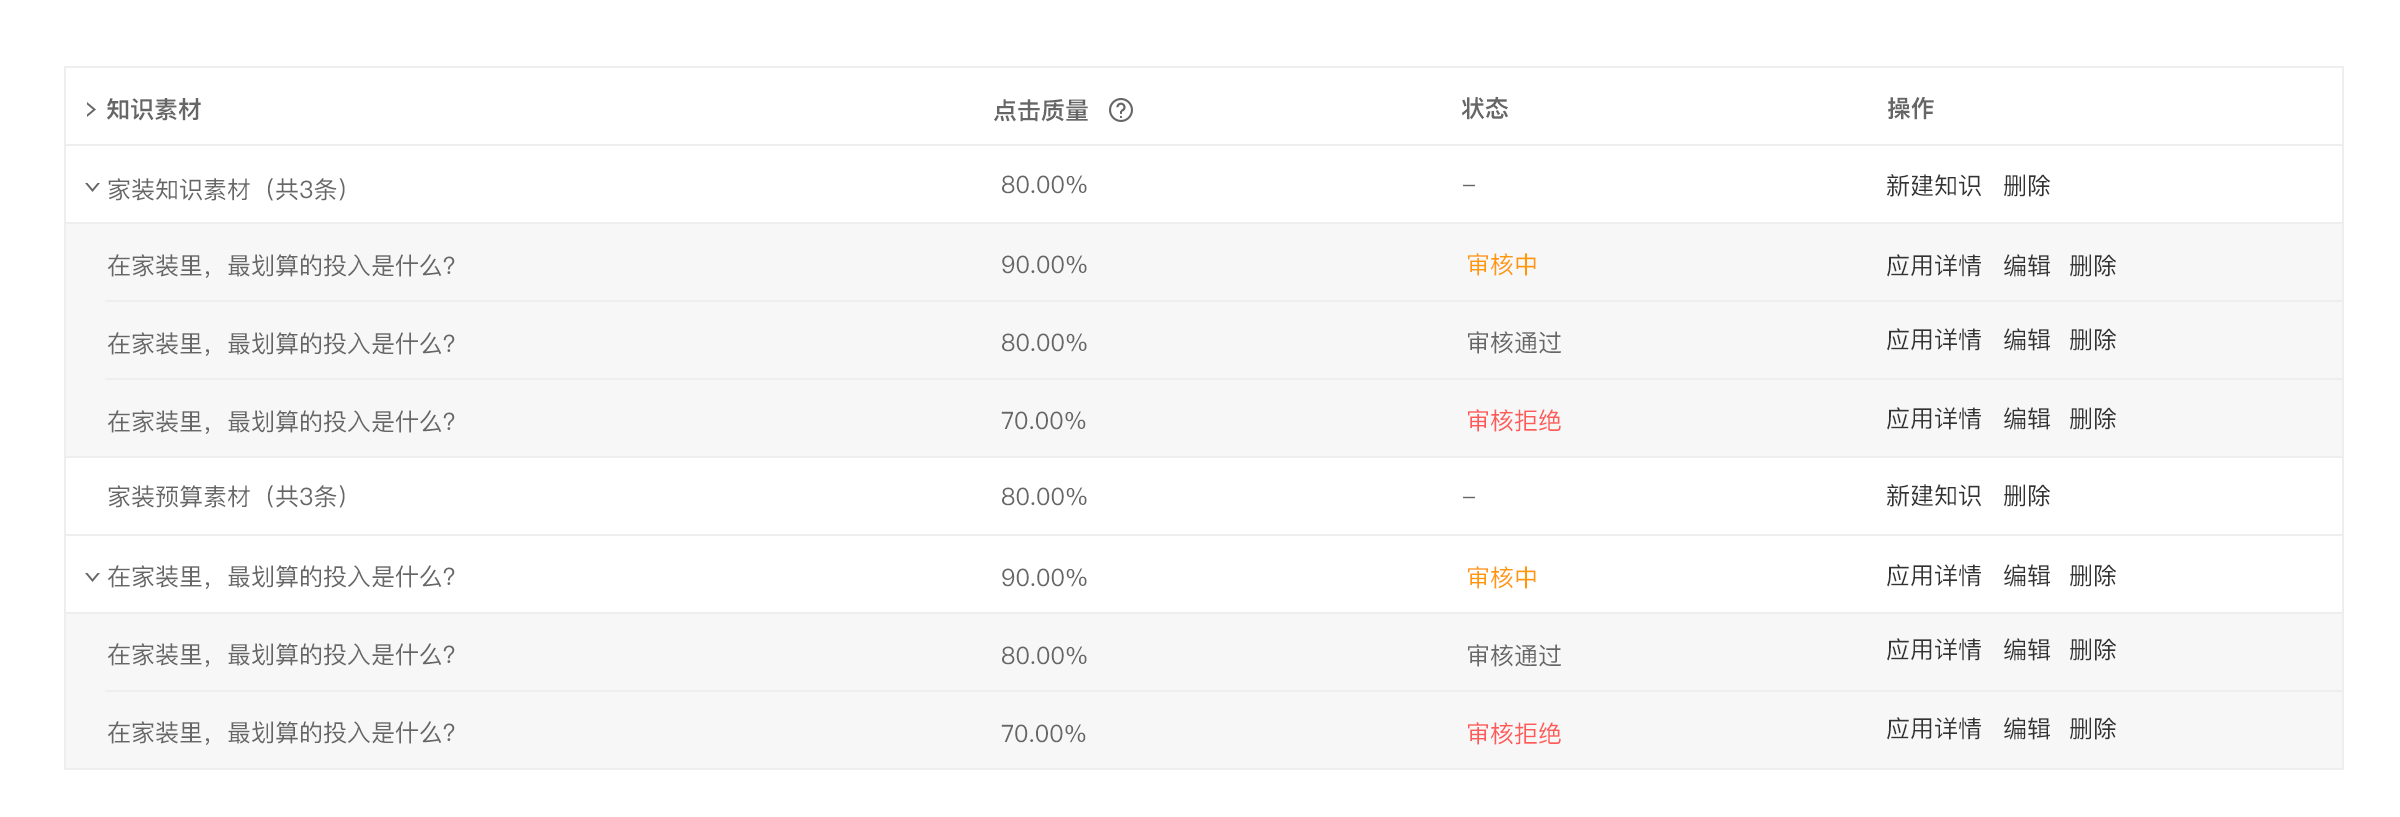 知识素材 点击质量 状态 操作
家装知识素材（共3条） 80.00% – 新建知识 删除
在家装里，最划算的投入是什么? 90.00% 审核中 应用详情 编辑 删除
在家装里，最划算的投入是什么? 80.00% 审核通过 应用详情 编辑 删除
在家装里，最划算的投入是什么? 70.00% 审核拒绝 应用详情 编辑 删除
家装预算素材（共3条） 80.00% – 新建知识 删除
在家装里，最划算的投入是什么? 90.00% 审核中 应用详情 编辑 删除
在家装里，最划算的投入是什么? 80.00% 审核通过 应用详情 编辑 删除
在家装里，最划算的投入是什么? 70.00% 审核拒绝 应用详情 编辑 删除